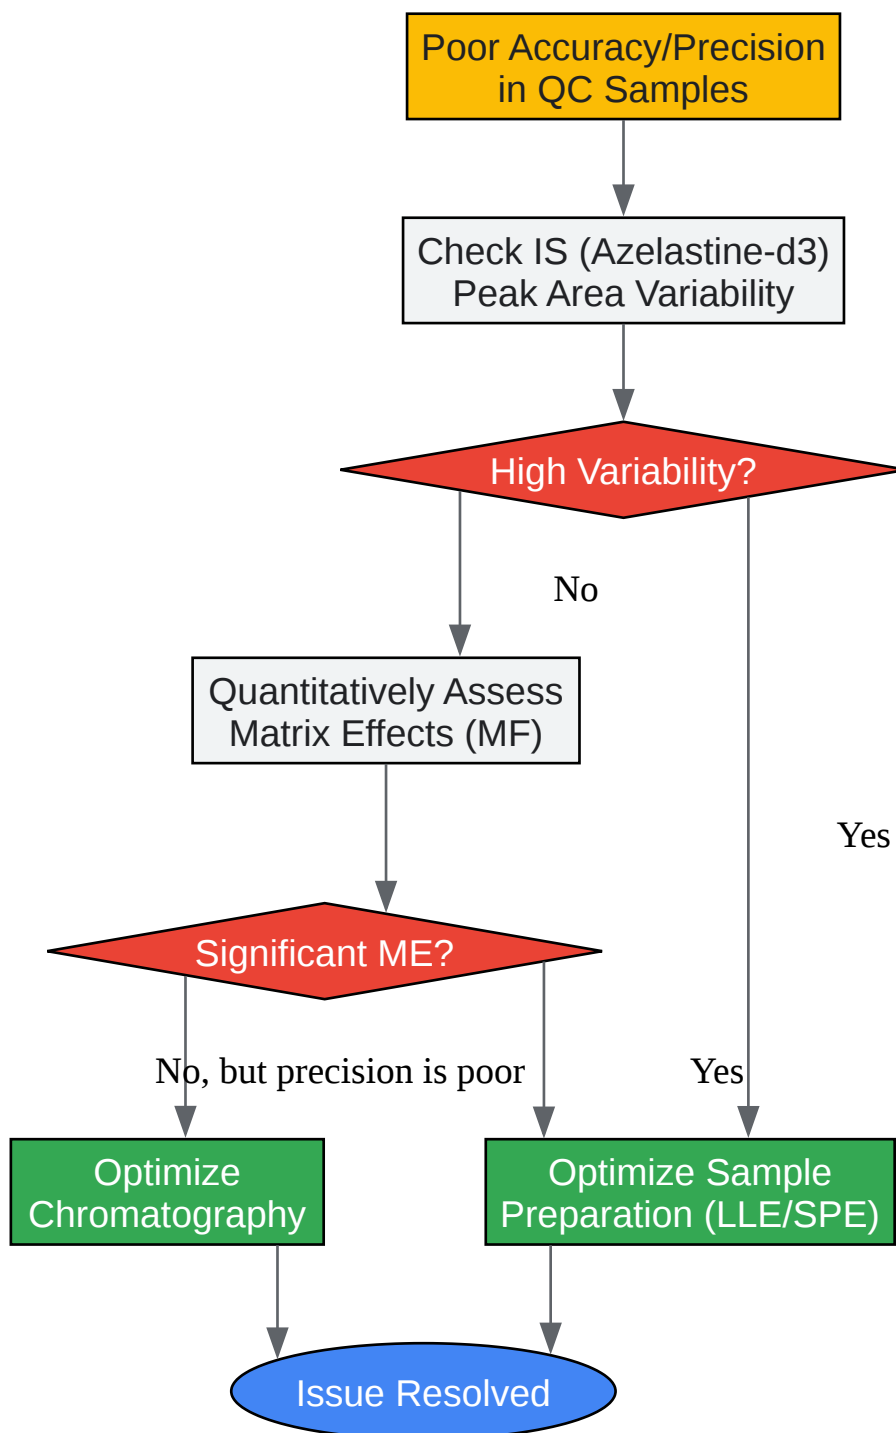 Poor Accuracy/Precision
in QC Samples
Check IS (Azelastine-d3)
Peak Area Variability
High Variability?
No
Quantitatively Assess
Matrix Effects (MF)
Yes
Significant ME?
No, but precision is poor
Yes
Optimize
Chromatography
Optimize Sample
Preparation (LLE/SPE)
Issue Resolved